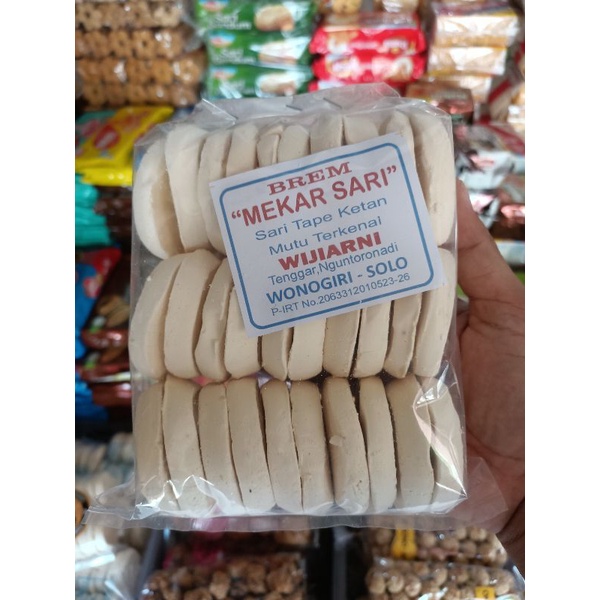 BREM
"MEKAR SARI"
Sari Tape Ketan
Mutu Terkenal
WIJIARNI
Tenggar,Nguntoronadi
WONOGIRI - SOLO
P-IRT No.2063312010523-26